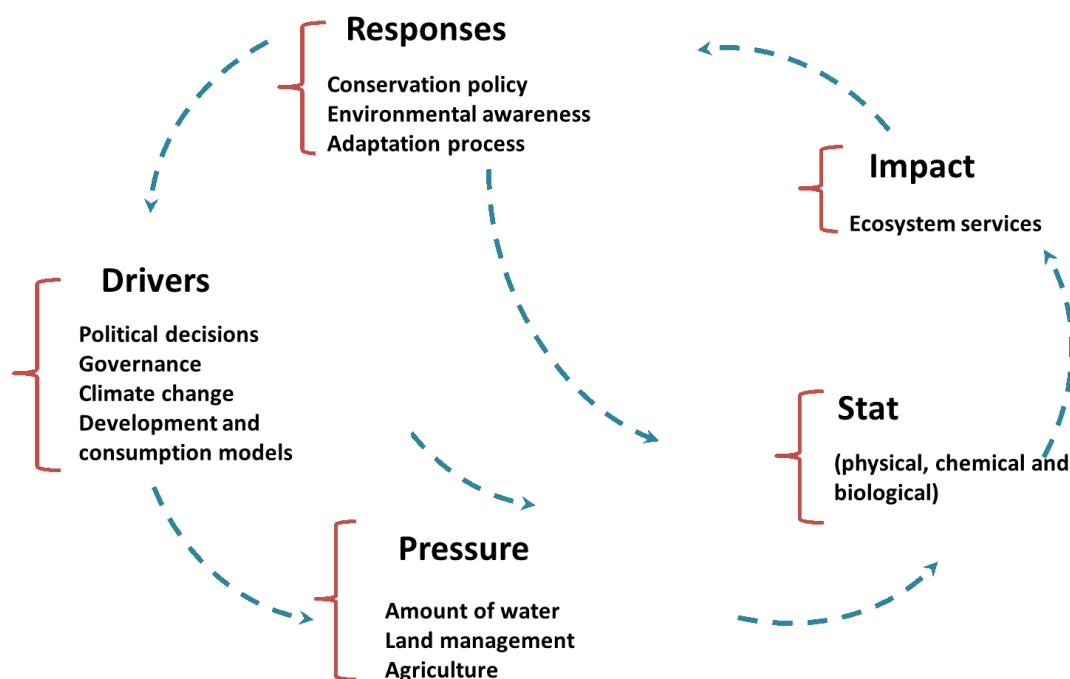 Responses
Conservation policy
Environmental awareness
Adaptation process
Impact
Ecosystem services
Drivers
Political decisions
Governance
Climate change
Development and
consumption models
Stat
(physical, chemical and
biological)
Pressure
Amount of water
Land management
Agriculture